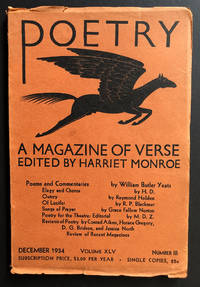 POETRY
A MAGAZINE OF VERSE
EDITED BY HARRIET MONROE
Poems and Commentaries by William Butler Yeats
Elegy and Choros by H. D.
Outcry by Raymond Holden
Of Lucifer by R. P. Blackmur
Songs of Prayer by Grace Fallow Norton
Poetry for the Theatre: Editorial by M. D. Z.
Reviews of Poetry by Conrad Aiken, Horace Gregory,
D. G. Bridson, and Jessica North
Review of Recent Magazines
DECEMBER 1934 VOLUME XLV NUMBER III
SUBSCRIPTION PRICE, $3.00 PER YEAR - SINGLE COPIES, 25c